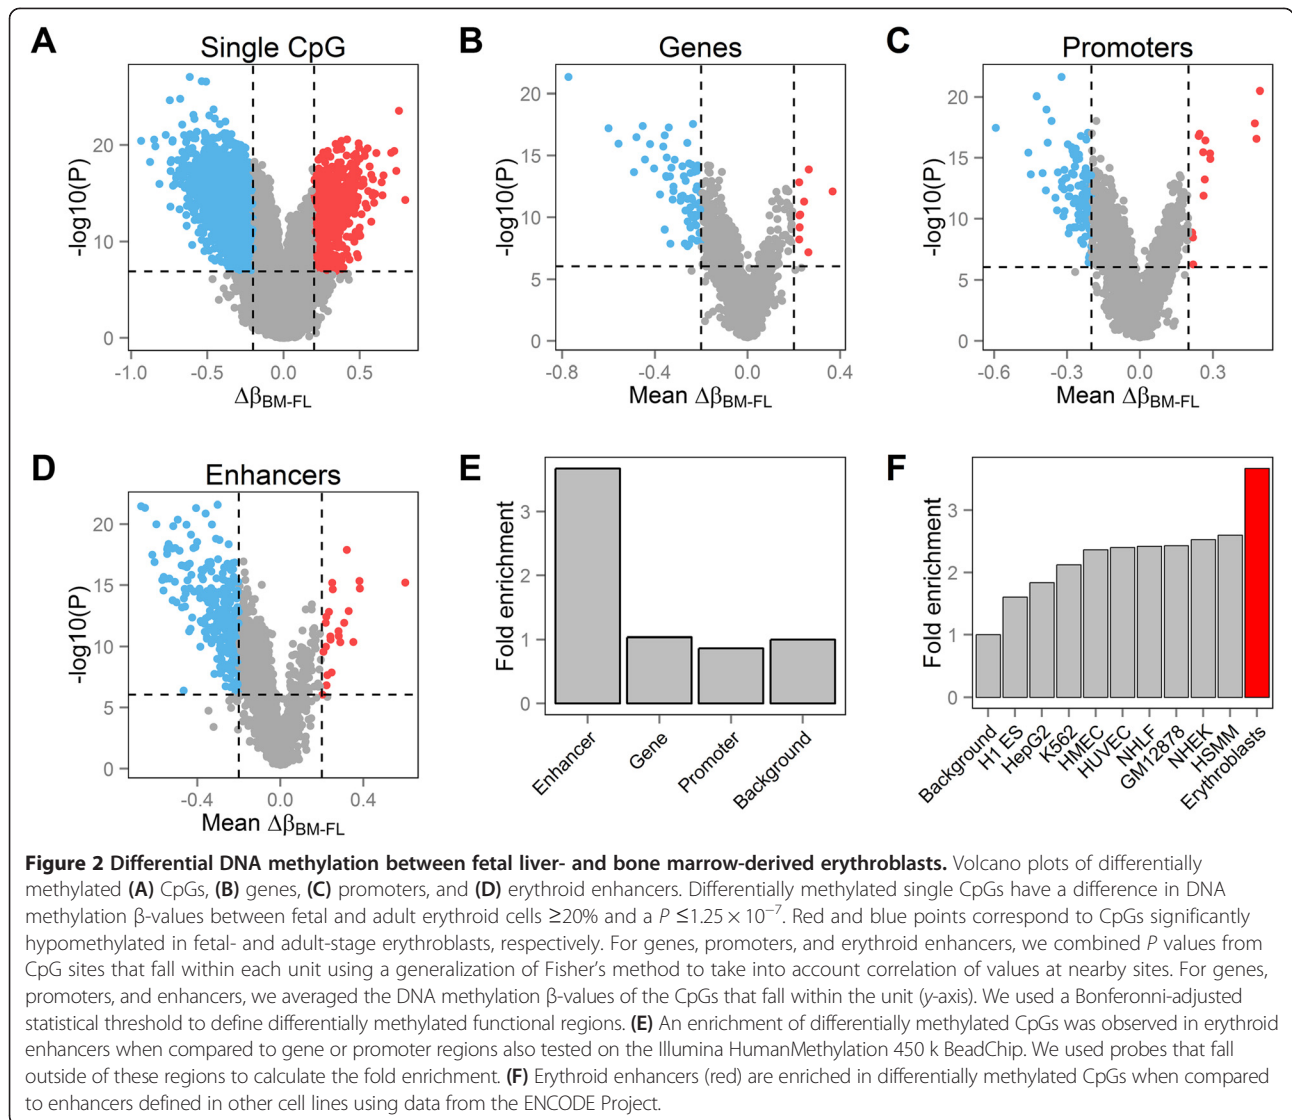 A
Single CpG
-log10(P)
20
10
0
-1.0 -0.5 0.0 0.5
ΔβBM-FL
B
Genes
-log10(P)
20
15
10
5
0
-0.8 -0.4 0.0 0.4
Mean ΔβBM-FL
C
Promoters
-log10(P)
20
15
10
5
0
-0.6 -0.3 0.0 0.3
Mean ΔβBM-FL
D
Enhancers
-log10(P)
20
15
10
5
0
-0.4 0.0 0.4
Mean ΔβBM-FL
E
Fold enrichment
3
2
1
0
Enhancer
Gene
Promoter
Background
F
Fold enrichment
3
2
1
0
Background
H1 ES
HepG2
K562
HMEC
HUVEC
NHLF
GM12878
NHEK
HSMM
Erythroblasts
Figure 2 Differential DNA methylation between fetal liver- and bone marrow-derived erythroblasts. Volcano plots of differentially
methylated (A) CpGs, (B) genes, (C) promoters, and (D) erythroid enhancers. Differentially methylated single CpGs have a difference in DNA
methylation β-values between fetal and adult erythroid cells ≥20% and a P ≤1.25 × 10⁻⁷. Red and blue points correspond to CpGs significantly
hypomethylated in fetal- and adult-stage erythroblasts, respectively. For genes, promoters, and erythroid enhancers, we combined P values from
CpG sites that fall within each unit using a generalization of Fisher's method to take into account correlation of values at nearby sites. For genes,
promoters, and enhancers, we averaged the DNA methylation β-values of the CpGs that fall within the unit (y-axis). We used a Bonferonni-adjusted
statistical threshold to define differentially methylated functional regions. (E) An enrichment of differentially methylated CpGs was observed in erythroid
enhancers when compared to gene or promoter regions also tested on the Illumina HumanMethylation 450 k BeadChip. We used probes that fall
outside of these regions to calculate the fold enrichment. (F) Erythroid enhancers (red) are enriched in differentially methylated CpGs when compared
to enhancers defined in other cell lines using data from the ENCODE Project.